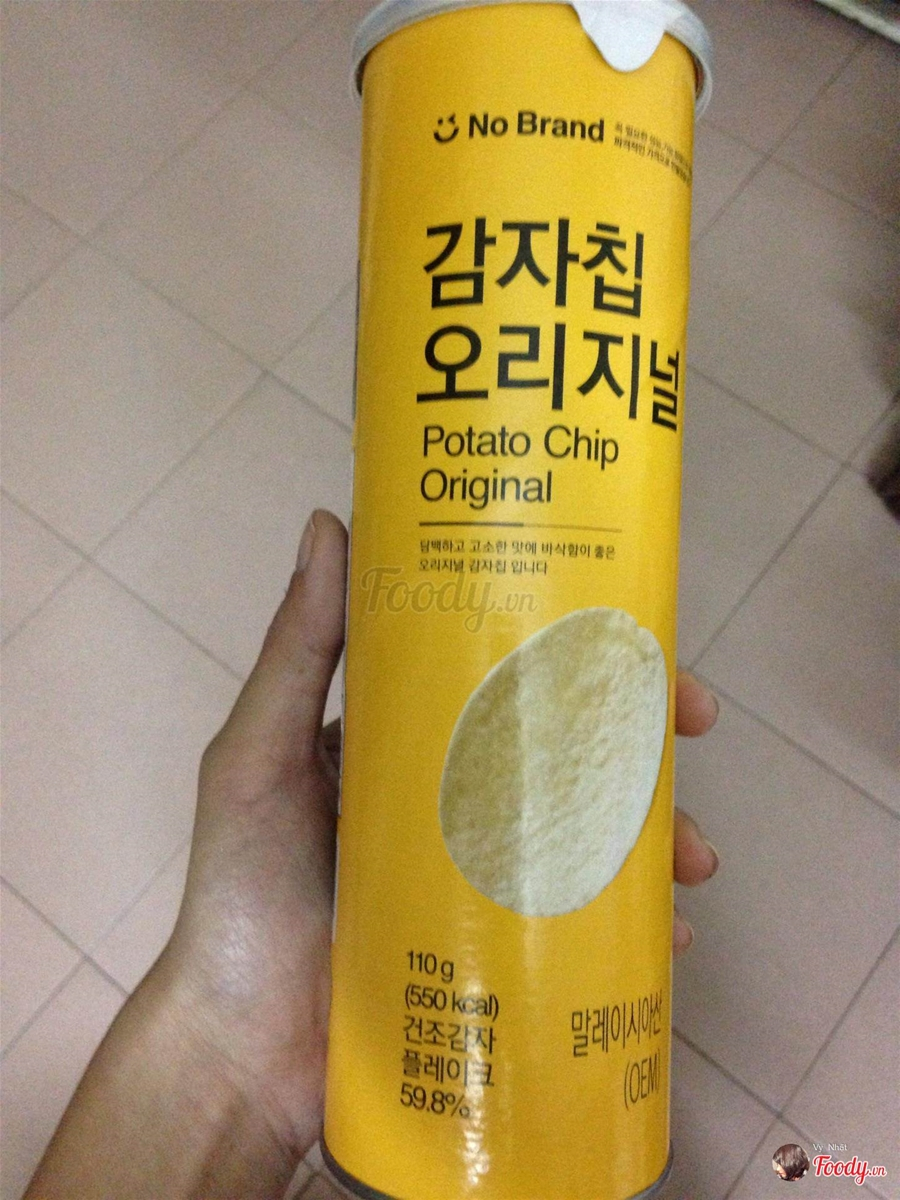 No Brand
감자칩
오리지널
Potato Chip
Original
담백하고 고소한 맛에 바삭함이 좋은
오리지널 감자칩 입니다
Foody.vn
110 g
(550 kcal)
건조감자
플레이크
59.8%
말레이시아산
(OEM)
Vy Nhật
Foody.vn